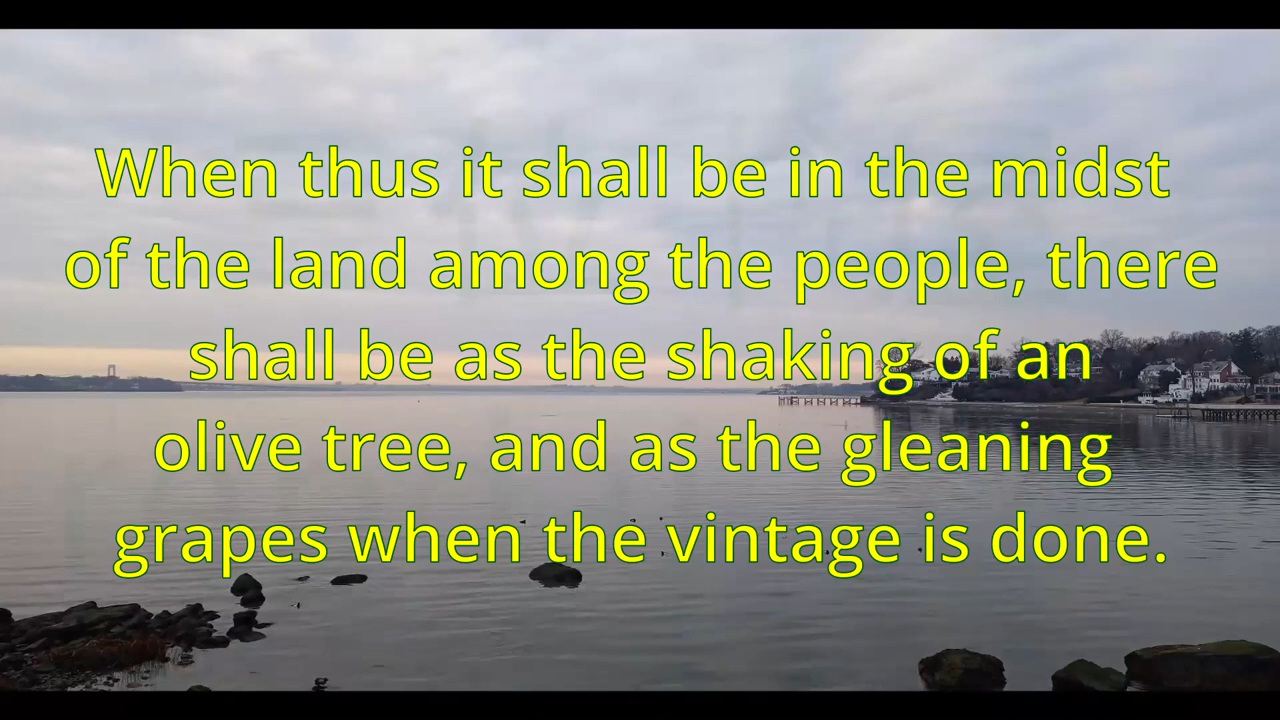 When thus it shall be in the midst
of the land among the people, there
shall be as the shaking of an
olive tree, and as the gleaning
grapes when the vintage is done.